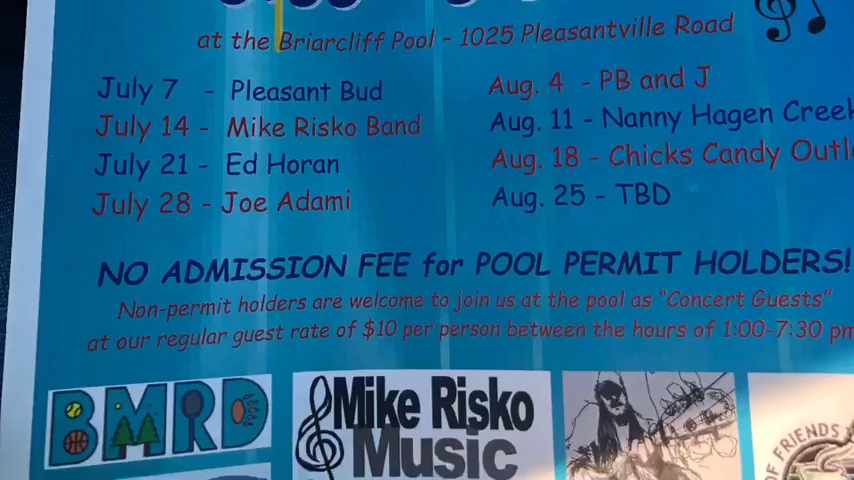 at the Briarcliff Pool - 1025 Pleasantville Road
July 7 - Pleasant Bud
July 14 - Mike Risko Band
July 21 - Ed Horan
July 28 - Joe Adami
Aug. 4 - PB and J
Aug. 11 - Nanny Hagen Creek
Aug. 18 - Chicks Candy
Aug. 25 - TBD
NO ADMISSION FEE for POOL PERMIT HOLDERS!
Non-permit holders are welcome to join us at the pool as "Concert Guests"
at our regular guest rate of $10 per person between the hours of 1:00-7:30 pm
BMRD
Mike Risko
Music
OF FRIENDS